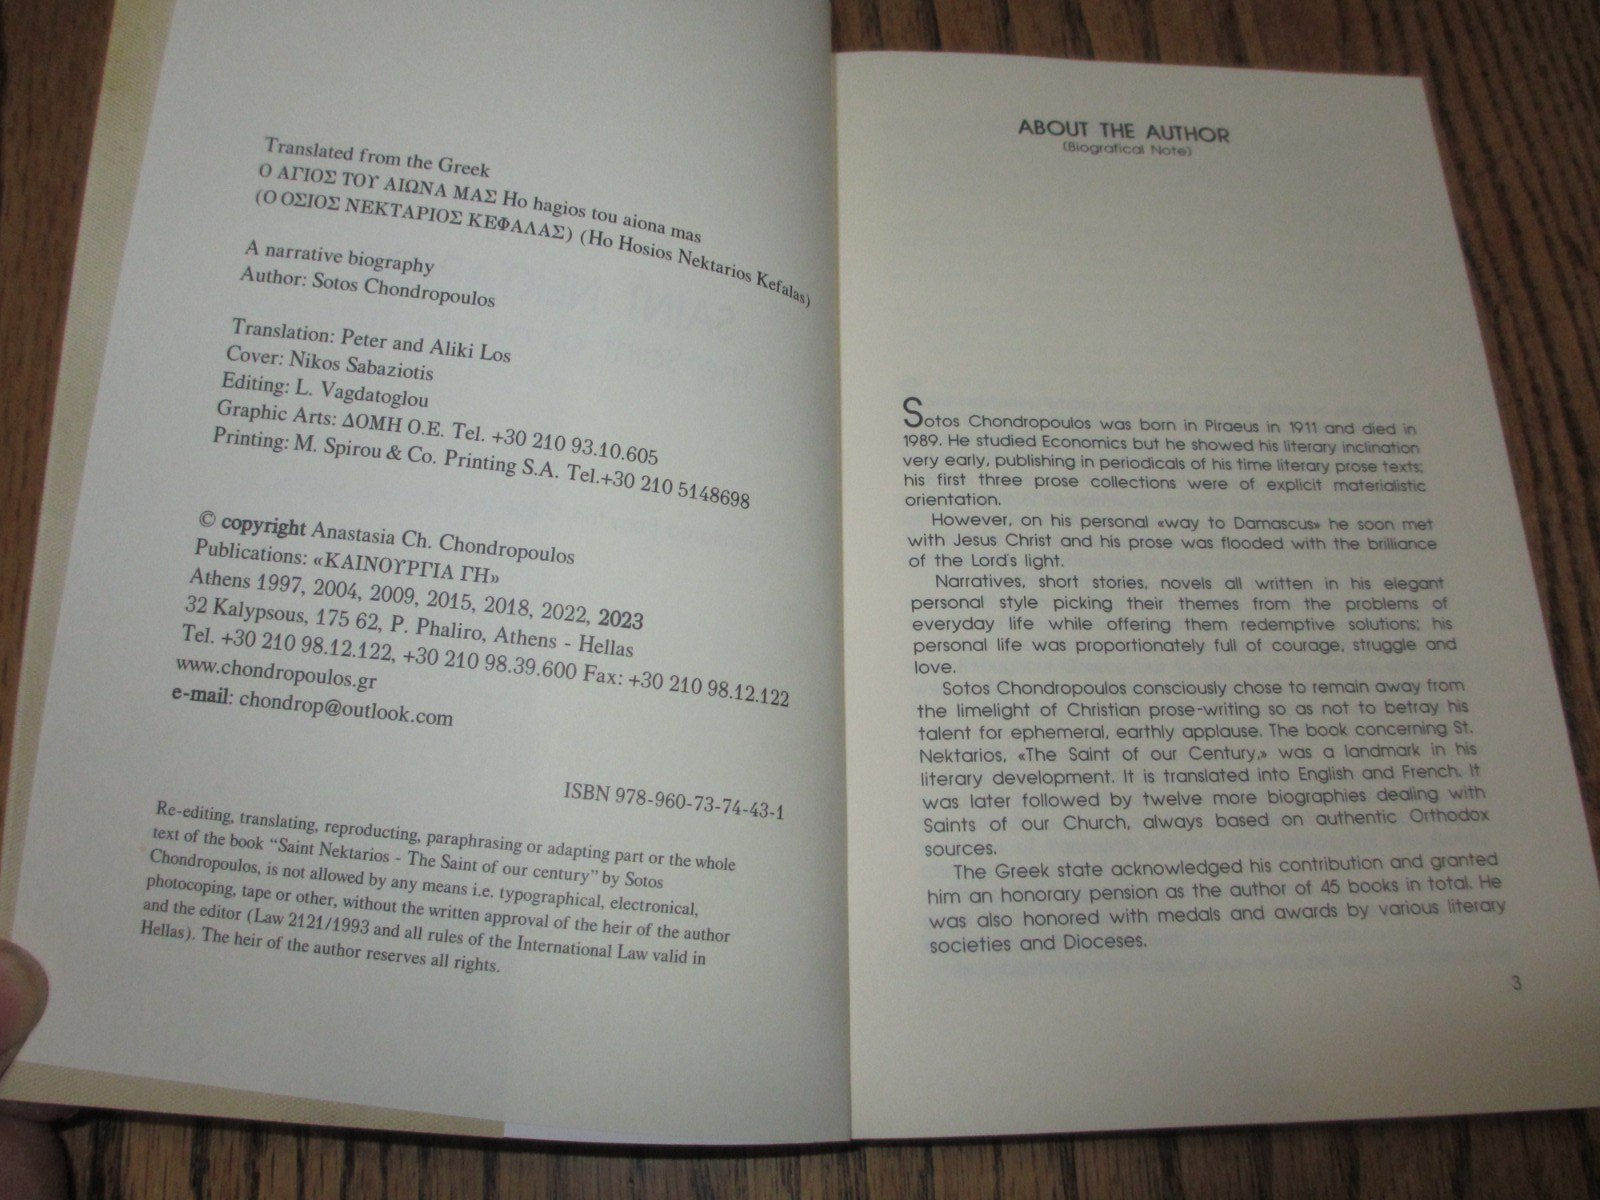 Translated from the Greek
Ο ΑΓΙΟΣ ΤΟΥ ΑΙΩΝΑ ΜΑΣ Ho hagios tou aiona mas
(Ο ΟΣΙΟΣ ΝΕΚΤΑΡΙΟΣ ΚΕΦΑΛΑΣ) (Ho Hosios Nektarios Kefalas)
A narrative biography
Author: Sotos Chondropoulos
Translation: Peter and Aliki Los
Cover: Nikos Sabaziotis
Editing: L. Vagdatoglou
Graphic Arts: ΔΟΜΗ Ο.Ε. Tel. +30 210 93.10.605
Printing: M. Spirou & Co. Printing S.A. Tel.+30 210 5148698
© copyright Anastasia Ch. Chondropoulos
Publications: «ΚΑΙΝΟΥΡΓΙΑ ΓΗ»
Athens 1997, 2004, 2009, 2015, 2018, 2022, 2023
32 Kalypsous, 175 62, P. Phaliro, Athens - Hellas
Tel. +30 210 98.12.122, +30 210 98.39.600 Fax: +30 210 98.12.122
www.chondropoulos.gr
e-mail: chondrop@outlook.com
ISBN 978-960-73-74-43-1
Re-editing, translating, reproducting, paraphrasing or adapting part or the whole
text of the book “Saint Nektarios - The Saint of our century” by Sotos
Chondropoulos, is not allowed by any means i.e. typographical, electronical,
photocoping, tape or other, without the written approval of the heir of the author
and the editor (Law 2121/1993 and all rules of the International Law valid in
Hellas). The heir of the author reserves all rights.
ABOUT THE AUTHOR
(Biografical Note)
Sotos Chondropoulos was born in Piraeus in 1911 and died in
1989. He studied Economics but he showed his literary inclination
very early, publishing in periodicals of his time literary prose texts;
his first three prose collections were of explicit materialistic
orientation.
However, on his personal «way to Damascus» he soon met
with Jesus Christ and his prose was flooded with the brilliance
of the Lord's light.
Narratives, short stories, novels all written in his elegant
personal style picking their themes from the problems of
everyday life while offering them redemptive solutions; his
personal life was proportionately full of courage, struggle and
love.
Sotos Chondropoulos consciously chose to remain away from
the limelight of Christian prose-writing so as not to betray his
talent for ephemeral, earthly applause. The book concerning St.
Nektarios, «The Saint of our Century,» was a landmark in his
literary development. It is translated into English and French. It
was later followed by twelve more biographies dealing with
Saints of our Church, always based on authentic Orthodox
sources.
The Greek state acknowledged his contribution and granted
him an honorary pension as the author of 45 books in total. He
was also honored with medals and awards by various literary
societies and Dioceses.
3